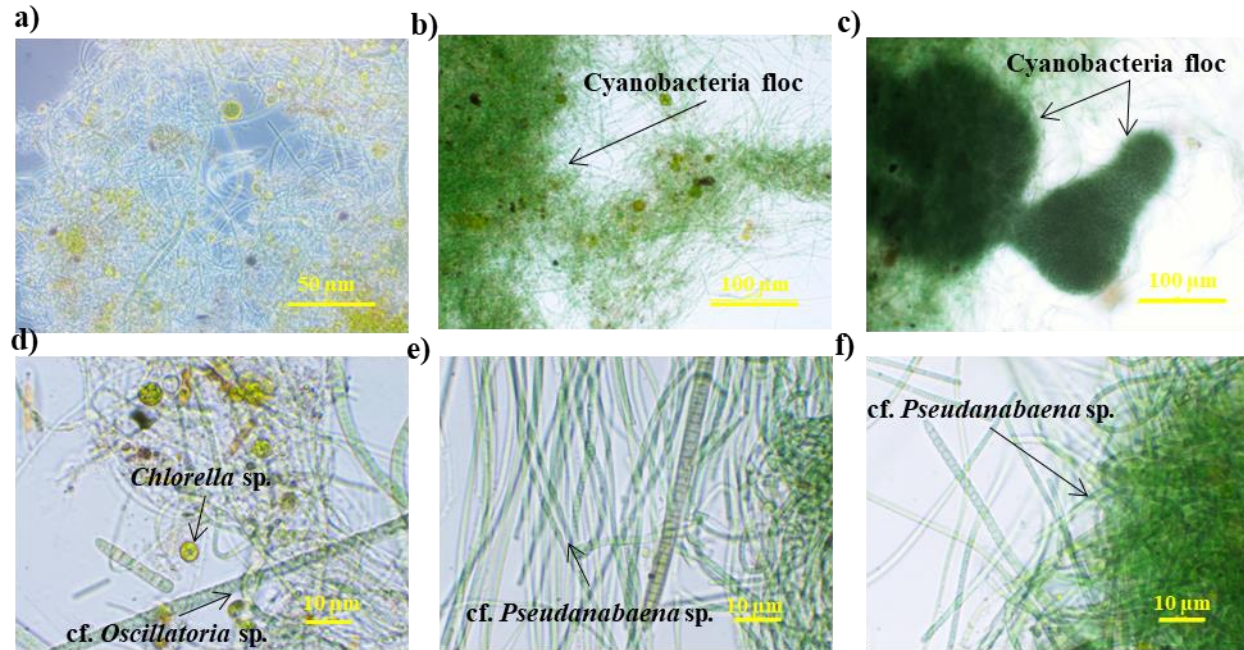 a)
50 µm
b)
Cyanobacteria floc
100 µm
c)
Cyanobacteria floc
100 µm
d)
Chlorella sp.
10 µm
cf. Oscillatoria sp.
e)
cf. Pseudanabaena sp.
10 µm
f)
cf. Pseudanabaena sp.
10 µm